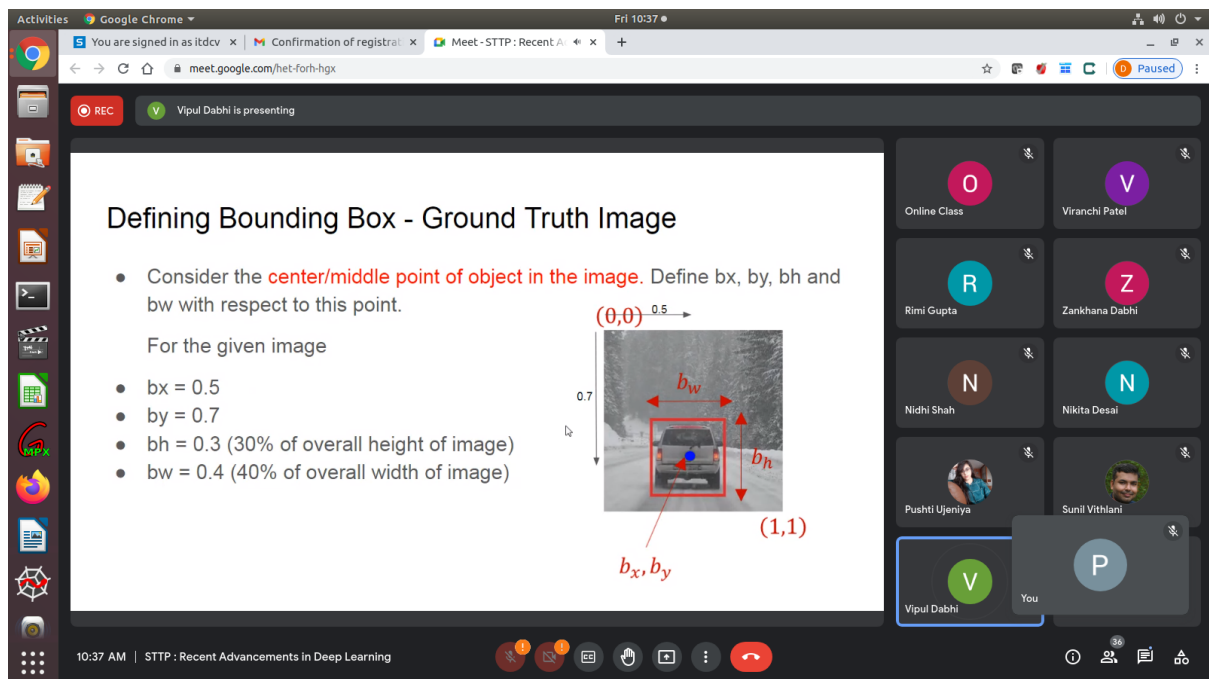 Activities Google Chrome
Fri 10:37
You are signed in as itdcv
Confirmation of registrat
Meet - STTP : Recent A
meet.google.com/het-forh-hgx
D Paused
REC
V Vipul Dabhi is presenting
Defining Bounding Box - Ground Truth Image
Consider the center/middle point of object in the image. Define bx, by, bh and
bw with respect to this point.
For the given image
bx = 0.5
by = 0.7
bh = 0.3 (30% of overall height of image)
bw = 0.4 (40% of overall width of image)
(0,0) 0.5
0.7
bw
bh
(1,1)
bx, by
O
Online Class
V
Viranchi Patel
R
Rimi Gupta
Z
Zankhana Dabhi
N
Nidhi Shah
N
Nikita Desai
Pushti Ujeniya
Sunil Vithlani
V
Vipul Dabhi
P
You
>_
MPX
10:37 AM | STTP : Recent Advancements in Deep Learning
CC
36